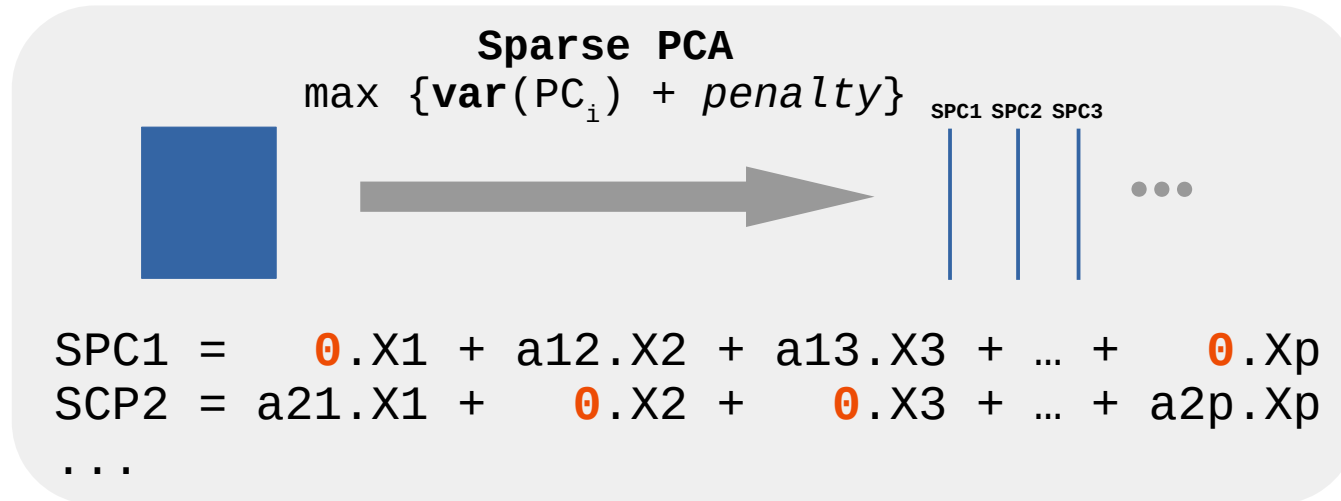 Sparse PCA
max {var(PCi) + penalty}
SPC1 SPC2 SPC3
SPC1 = 0.X1 + a12.X2 + a13.X3 + … + 0.Xp
SCP2 = a21.X1 + 0.X2 + 0.X3 + … + a2p.Xp
...